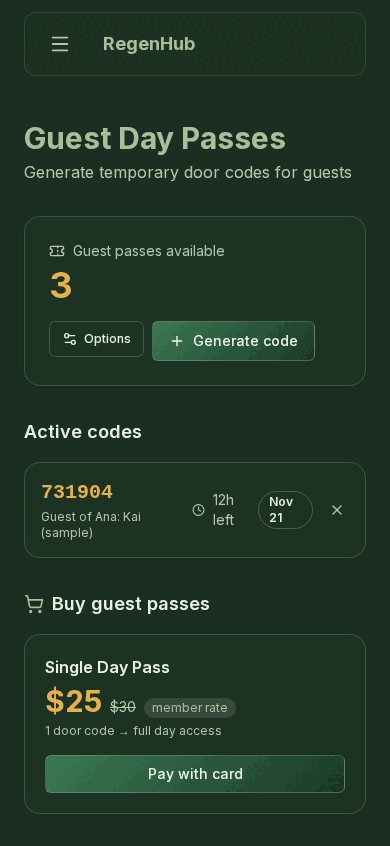 RegenHub
Guest Day Passes
Generate temporary door codes for guests
Guest passes available
3
Options
Generate code
Active codes
731904
Guest of Ana: Kai
(sample)
12h
left
Nov
21
Buy guest passes
Single Day Pass
$25 $30 member rate
1 door code → full day access
Pay with card